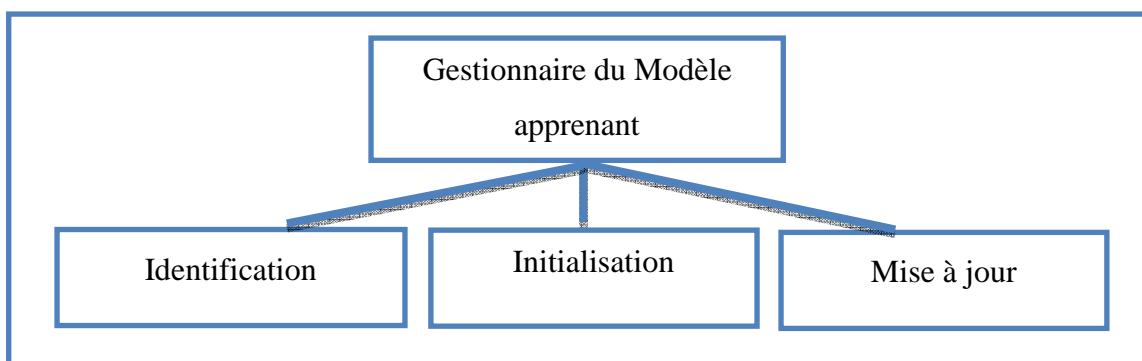 Gestionnaire du Modèle
apprenant
Identification
Initialisation
Mise à jour